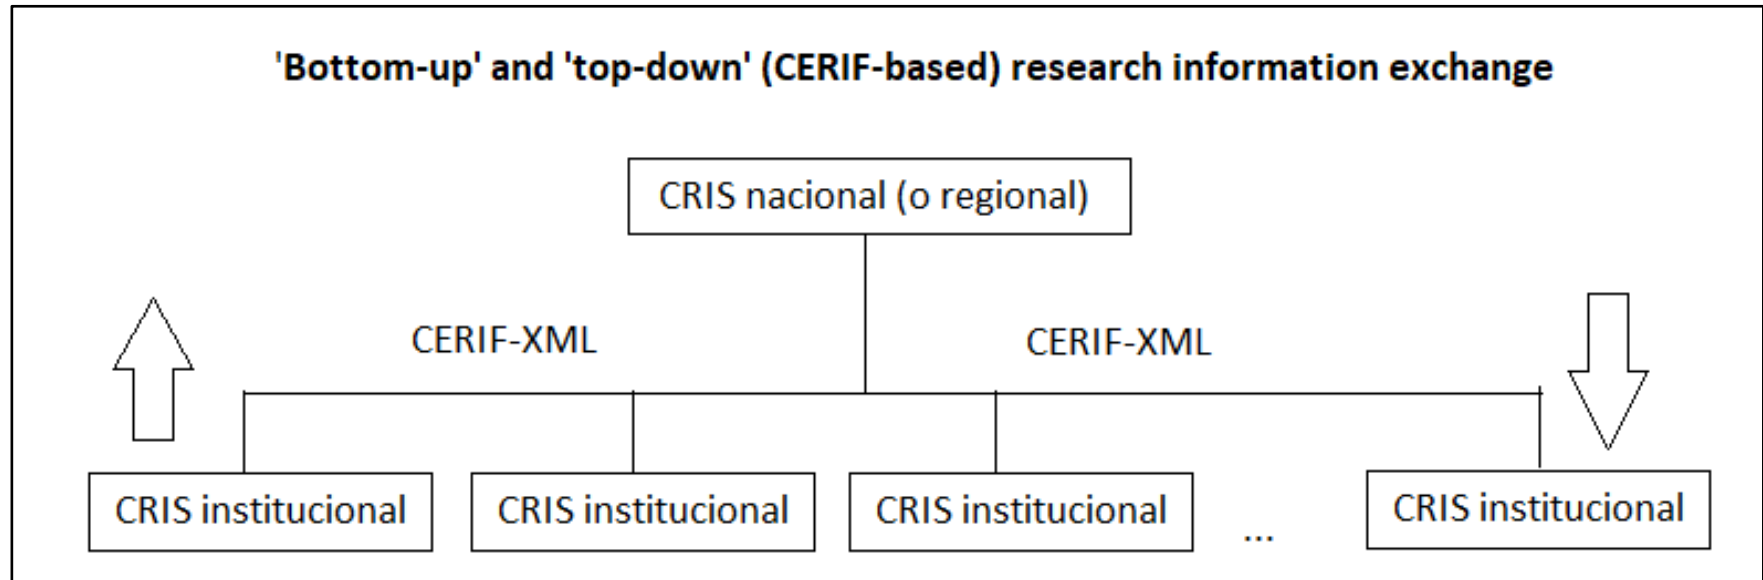 'Bottom-up' and 'top-down' (CERIF-based) research information exchange
CRIS nacional (o regional)
CERIF-XML
CERIF-XML
CRIS institucional
CRIS institucional
CRIS institucional
...
CRIS institucional